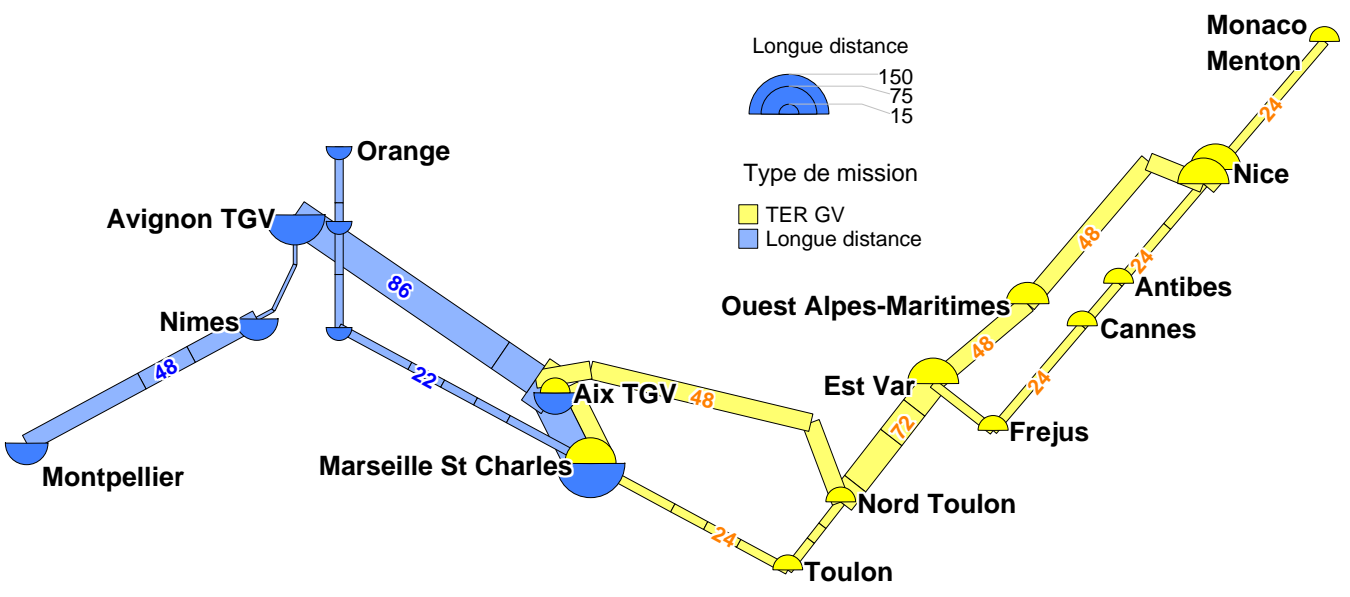 Monaco
Menton
Longue distance
150
75
15
24
Orange
Type de mission
Nice
TER GV
Longue distance
Avignon TGV
48
24
86
Antibes
Ouest Alpes-Maritimes
Nimes
Cannes
48
48
22
Est Var
24
Aix TGV
48
72
Frejus
Marseille St Charles
Montpellier
Nord Toulon
24
Toulon